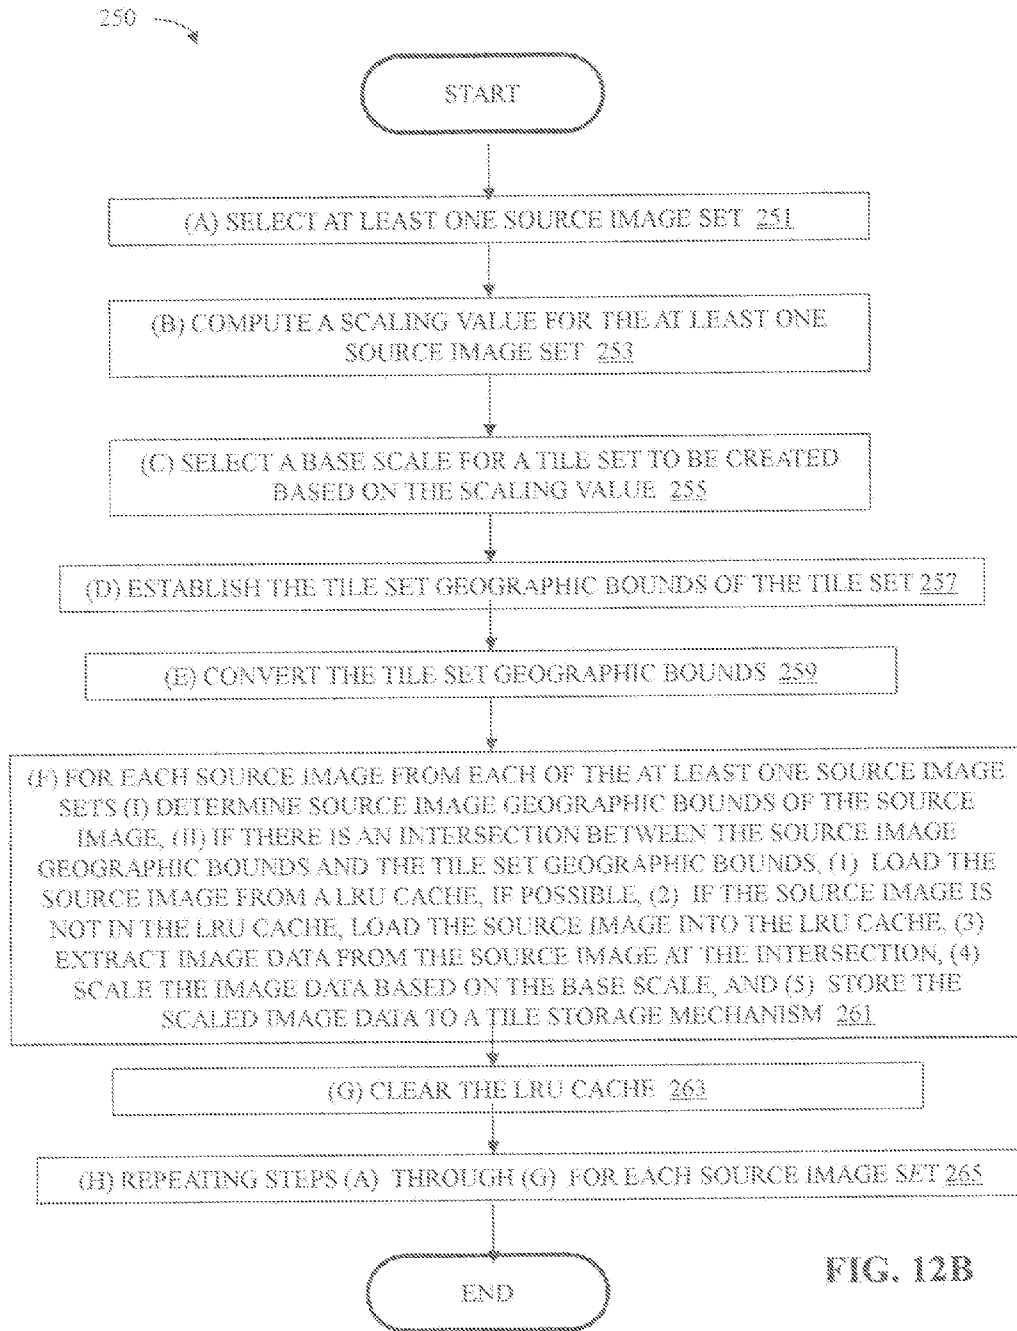 250
START
(A) SELECT AT LEAST ONE SOURCE IMAGE SET 251
(B) COMPUTE A SCALING VALUE FOR THE AT LEAST ONE
SOURCE IMAGE SET 253
(C) SELECT A BASE SCALE FOR A TILE SET TO BE CREATED
BASED ON THE SCALING VALUE 255
(D) ESTABLISH THE TILE SET GEOGRAPHIC BOUNDS OF THE TILE SET 257
(E) CONVERT THE TILE SET GEOGRAPHIC BOUNDS 259
(F) FOR EACH SOURCE IMAGE FROM EACH OF THE AT LEAST ONE SOURCE IMAGE
SETS (I) DETERMINE SOURCE IMAGE GEOGRAPHIC BOUNDS OF THE SOURCE
IMAGE, (II) IF THERE IS AN INTERSECTION BETWEEN THE SOURCE IMAGE
GEOGRAPHIC BOUNDS AND THE TILE SET GEOGRAPHIC BOUNDS, (1) LOAD THE
SOURCE IMAGE FROM A LRU CACHE, IF POSSIBLE, (2) IF THE SOURCE IMAGE IS
NOT IN THE LRU CACHE, LOAD THE SOURCE IMAGE INTO THE LRU CACHE, (3)
EXTRACT IMAGE DATA FROM THE SOURCE IMAGE AT THE INTERSECTION, (4)
SCALE THE IMAGE DATA BASED ON THE BASE SCALE, AND (5) STORE THE
SCALED IMAGE DATA TO A TILE STORAGE MECHANISM 261
(G) CLEAR THE LRU CACHE 263
(H) REPEATING STEPS (A) THROUGH (G) FOR EACH SOURCE IMAGE SET 265
END
FIG. 12B